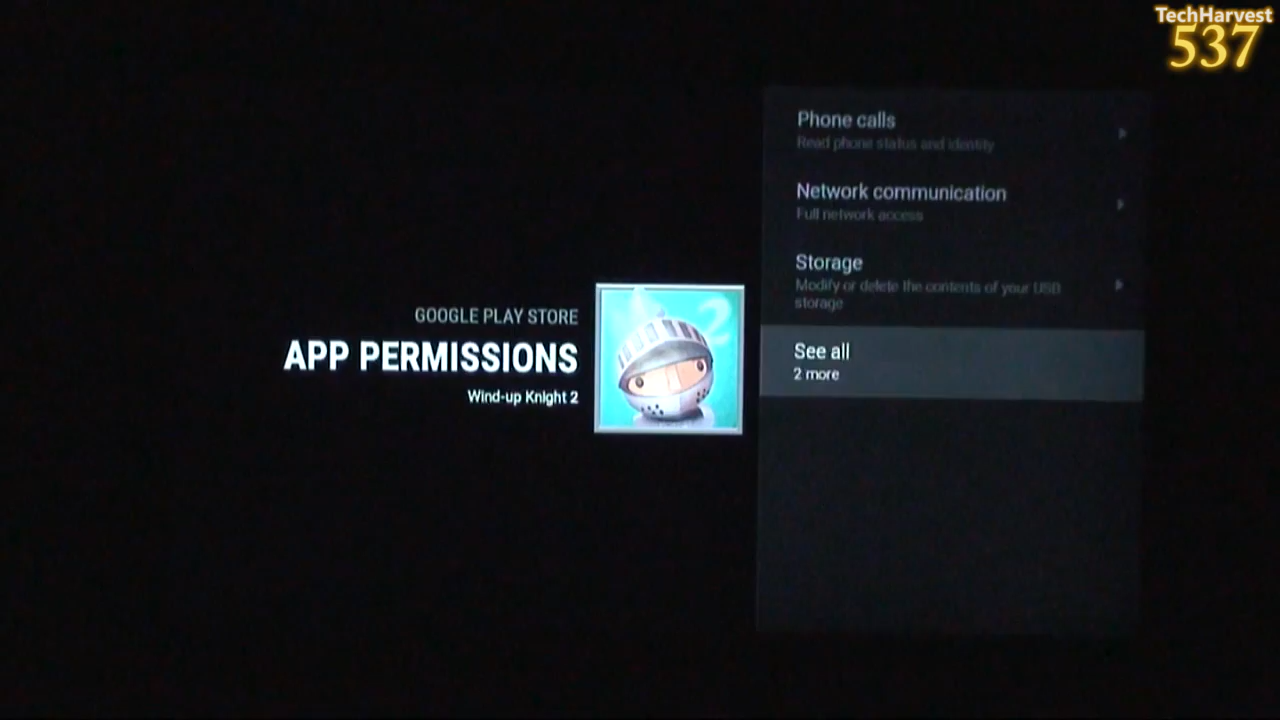 TechHarvest
537
Phone calls
Read phone status and identity
Network communication
Full network access
Storage
Modify or delete the contents of your USB
storage
See all
2 more
GOOGLE PLAY STORE
APP PERMISSIONS
Wind-up Knight 2
2